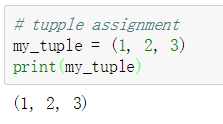 # tupple assignment
my_tuple = (1, 2, 3)
print(my_tuple)
(1, 2, 3)